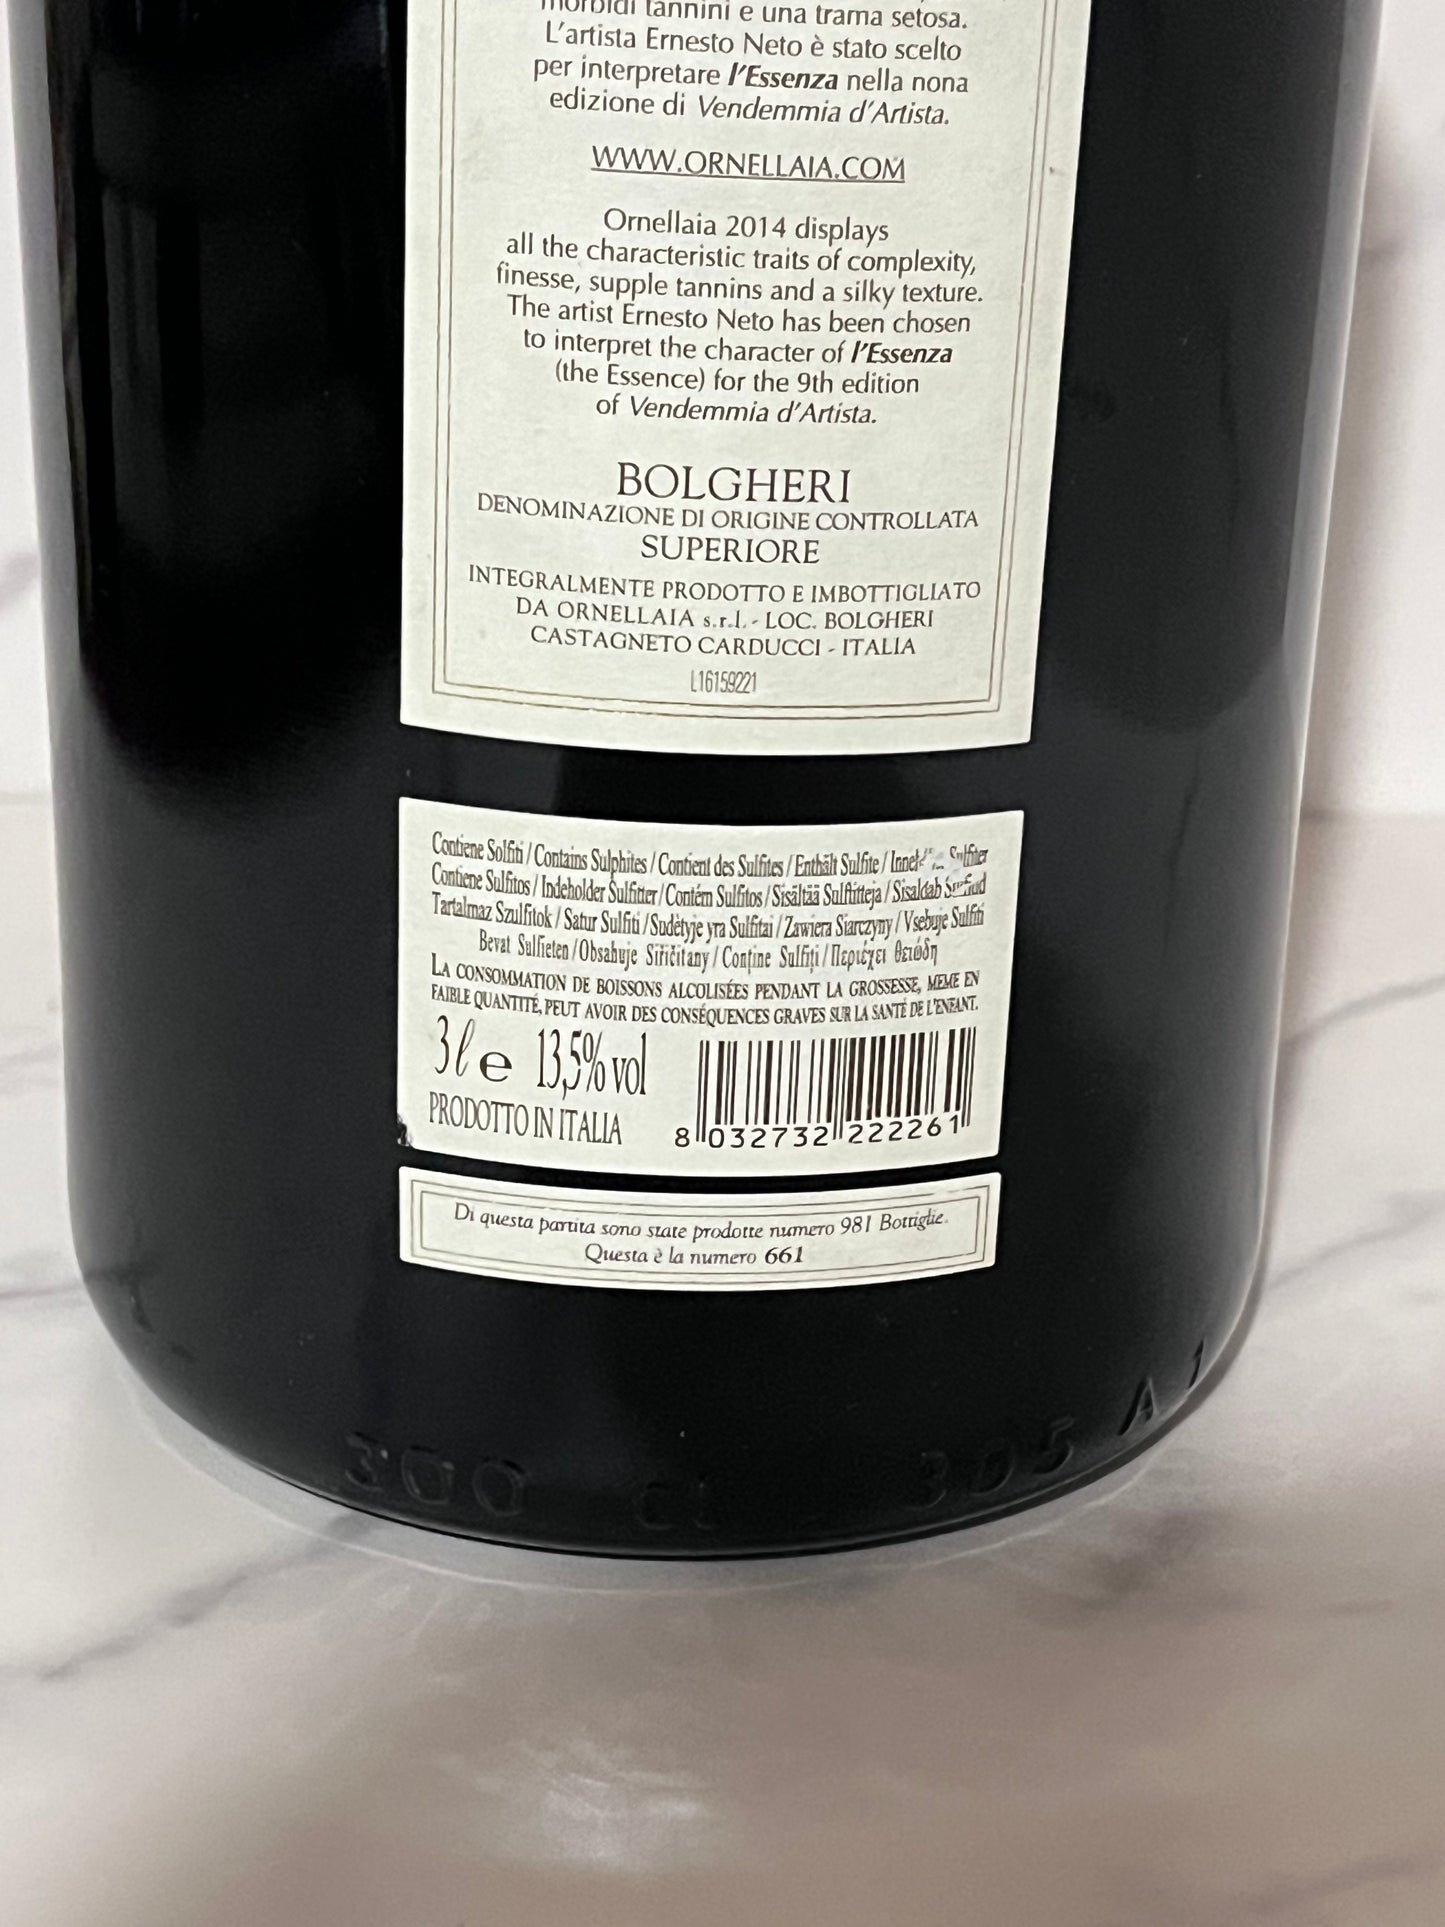 morbidi tannini e una trama setosa.
L'artista Ernesto Neto è stato scelto
per interpretare l'Essenza nella nona
edizione di Vendemmia d'Artista.
WWW.ORNELLAIA.COM
Ornellaia 2014 displays
all the characteristic traits of complexity,
finesse, supple tannins and a silky texture.
The artist Ernesto Neto has been chosen
to interpret the character of l'Essenza
(the Essence) for the 9th edition
of Vendemmia d'Artista.
BOLGHERI
DENOMINAZIONE DI ORIGINE CONTROLLATA
SUPERIORE
INTEGRALMENTE PRODOTTO E IMBOTTIGLIATO
DA ORNELLAIA s.r.l. - LOC. BOLGHERI
CASTAGNETO CARDUCCI - ITALIA
L16159221
Contiene Solfiti / Contains Sulphites / Contient des Sulfites / Enthält Sulfite / Sulfiter
Contiene Sulfitos / Indeholder Sulfitter / Contém Sulfitos / Sisältää Sulfiitteja / Sisaldab
Tartalmaz Szulfitok / Satur Sulfiti / Sudėtyje yra Sulfitai / Zawiera Siarczyny / Vsebuje Sulfiti
Bevat Sulfieten / Obsahuje Siřičitany / Conține Sulfiți / Περιέχει θειώδη
LA CONSOMMATION DE BOISSONS ALCOLISÉES PENDANT LA GROSSESSE, MEME EN
FAIBLE QUANTITÉ, PEUT AVOIR DES CONSÉQUENCES GRAVES SUR LA SANTÉ DE L'ENFANT.
3 ℓ e 13,5% vol
PRODOTTO IN ITALIA
8 032732 222261
Di questa partita sono state prodotte numero 981 Bottiglie.
Questa è la numero 661
300 cl 305 A 1